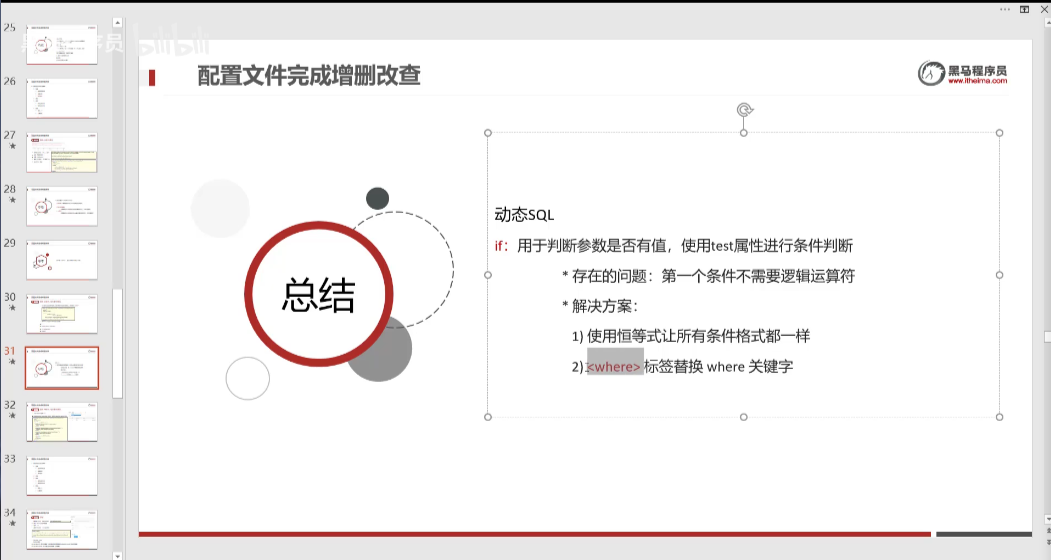 25
26
27
28
29
30
31
32
33
34
bilibili
配置文件完成增删改查
黑马程序员
www.itheima.com
总结
动态SQL
if：用于判断参数是否有值，使用test属性进行条件判断
* 存在的问题：第一个条件不需要逻辑运算符
* 解决方案：
1) 使用恒等式让所有条件格式都一样
2) <where> 标签替换 where 关键字